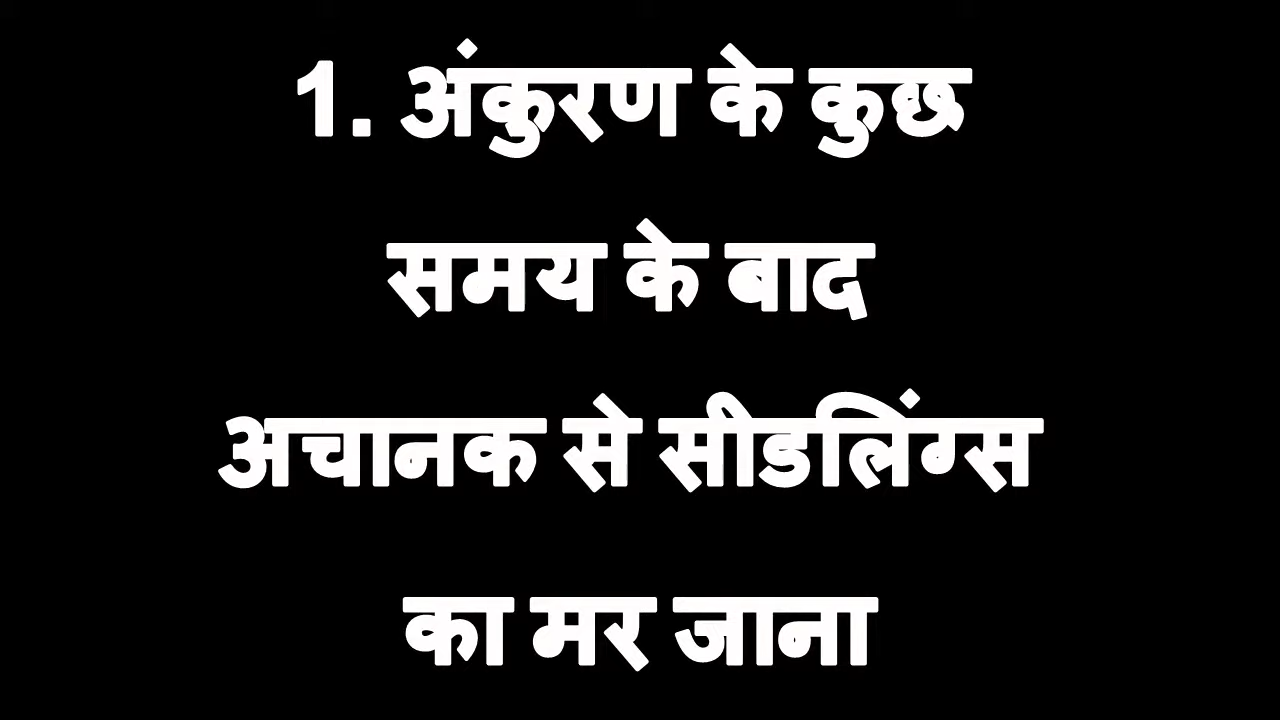 1. अंकुरण के कुछ
समय के बाद
अचानक से सीडलिंग्स
का मर जाना